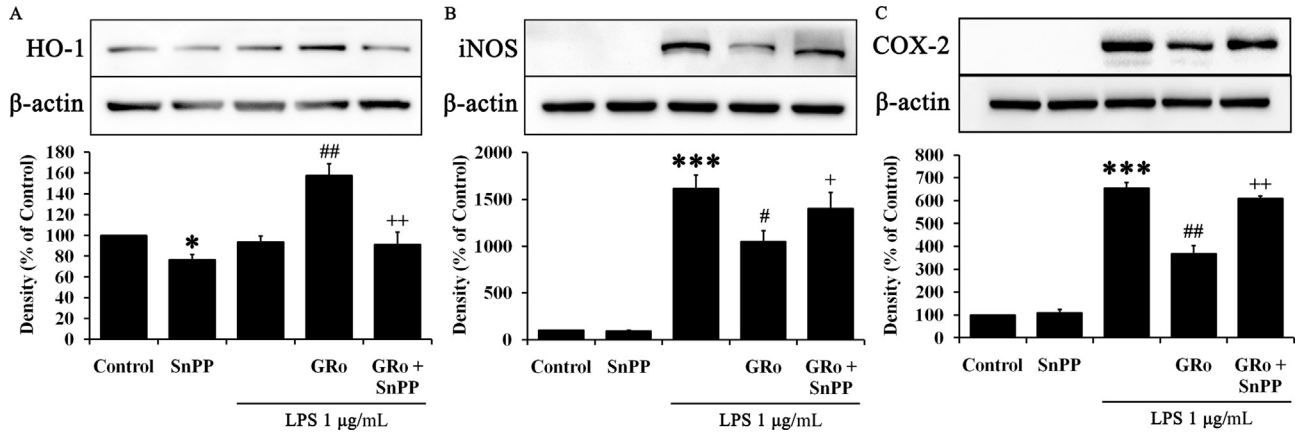 A
HO-1
β-actin
Density (% of Control)
180
160
140
120
100
80
60
40
20
0
*
##
++
Control
SnPP
GRo
GRo +
SnPP
LPS 1 μg/mL
B
iNOS
β-actin
Density (% of Control)
2000
1500
1000
500
0
***
#
+
Control
SnPP
GRo
GRo +
SnPP
LPS 1 μg/mL
C
COX-2
β-actin
Density (% of Control)
800
700
600
500
400
300
200
100
0
***
##
++
Control
SnPP
GRo
GRo +
SnPP
LPS 1 μg/mL